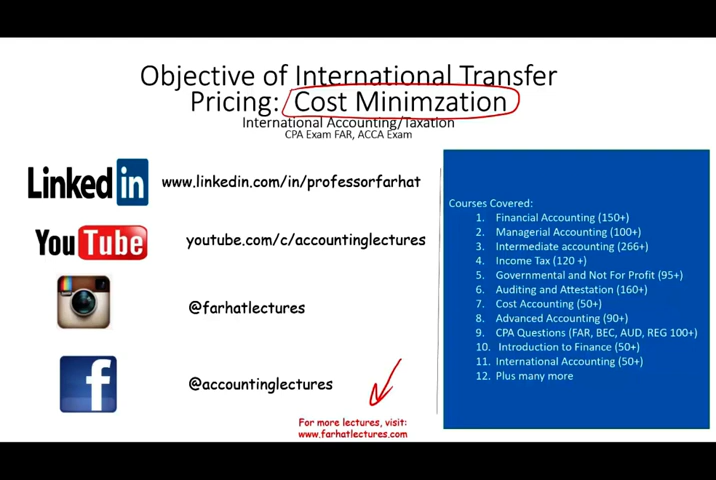 Objective of International Transfer
Pricing: Cost Minimzation
International Accounting/Taxation
CPA Exam FAR, ACCA Exam
Linked in
www.linkedin.com/in/professorfarhat
You Tube
youtube.com/c/accountinglectures
@farhatlectures
f
@accountinglectures
For more lectures, visit:
www.farhatlectures.com
Courses Covered:
1. Financial Accounting (150+)
2. Managerial Accounting (100+)
3. Intermediate accounting (266+)
4. Income Tax (120 +)
5. Governmental and Not For Profit (95+)
6. Auditing and Attestation (160+)
7. Cost Accounting (50+)
8. Advanced Accounting (90+)
9. CPA Questions (FAR, BEC, AUD, REG 100+)
10. Introduction to Finance (50+)
11. International Accounting (50+)
12. Plus many more